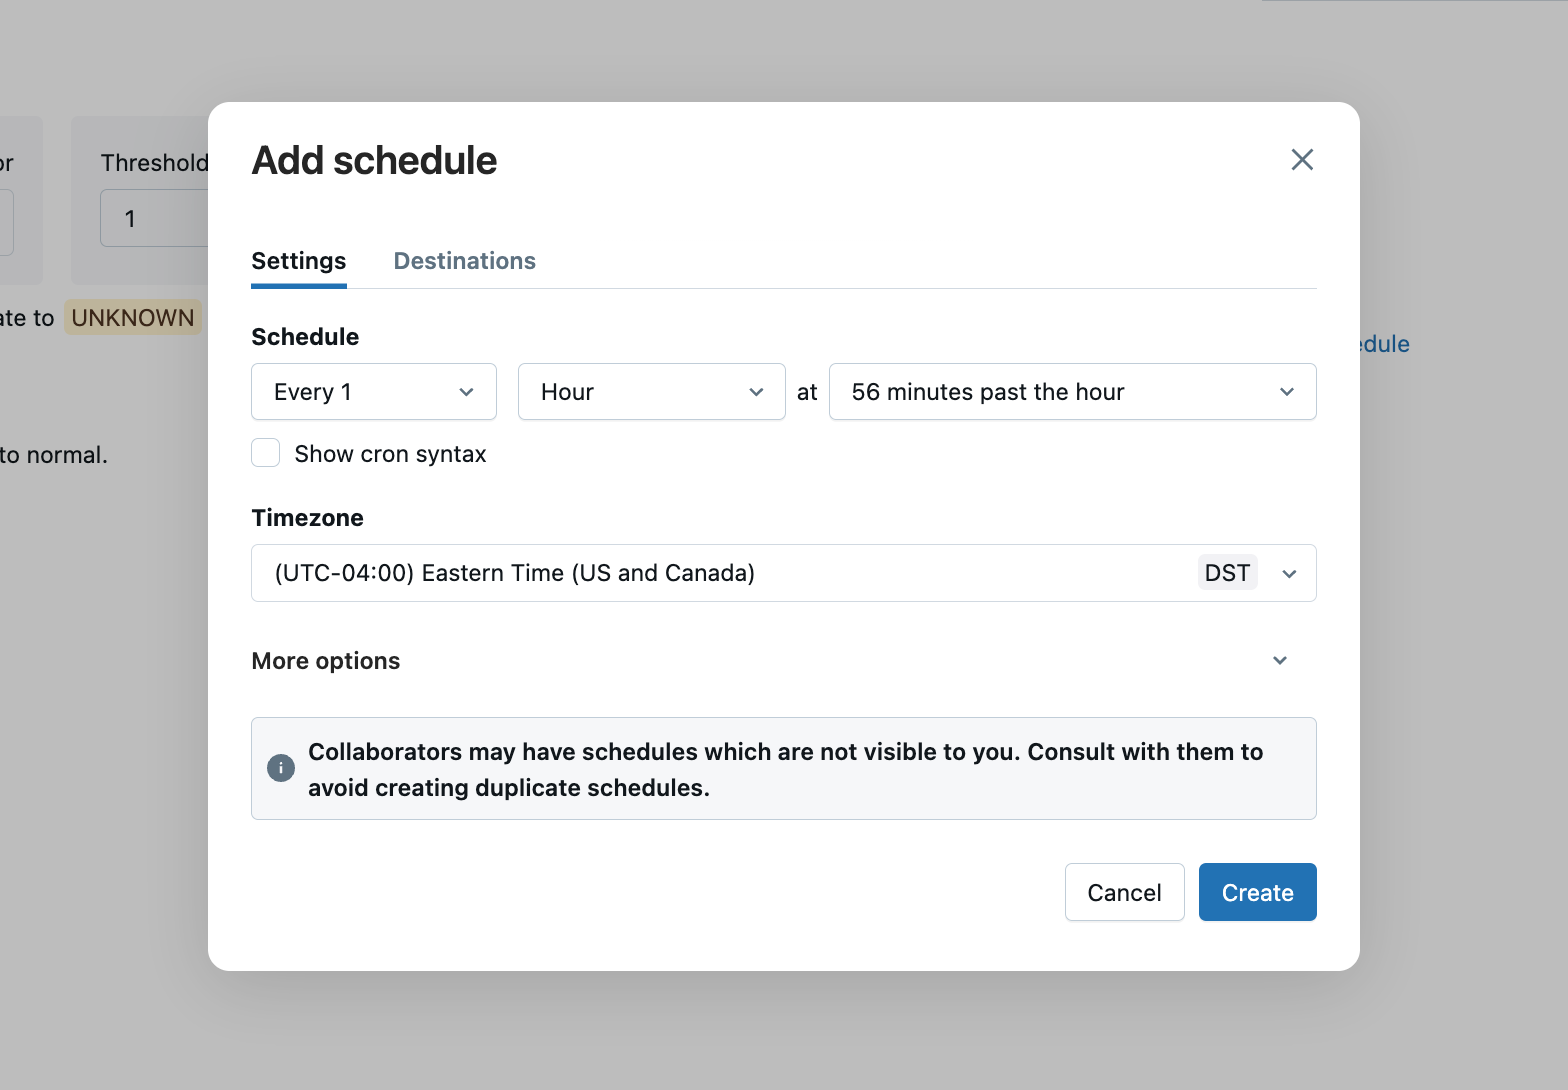 Add schedule
or
Threshold
1
ate to UNKNOWN
to normal.
edule
Settings Destinations
Schedule
Every 1 Hour at 56 minutes past the hour
Show cron syntax
Timezone
(UTC-04:00) Eastern Time (US and Canada) DST
More options
Collaborators may have schedules which are not visible to you. Consult with them to
avoid creating duplicate schedules.
Cancel Create